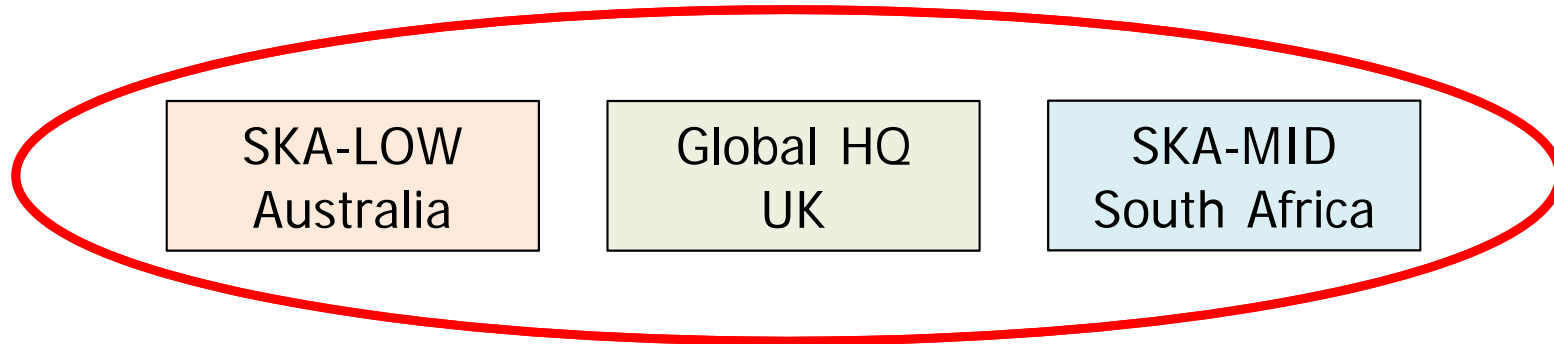 SKA-LOW
Australia
Global HQ
UK
SKA-MID
South Africa